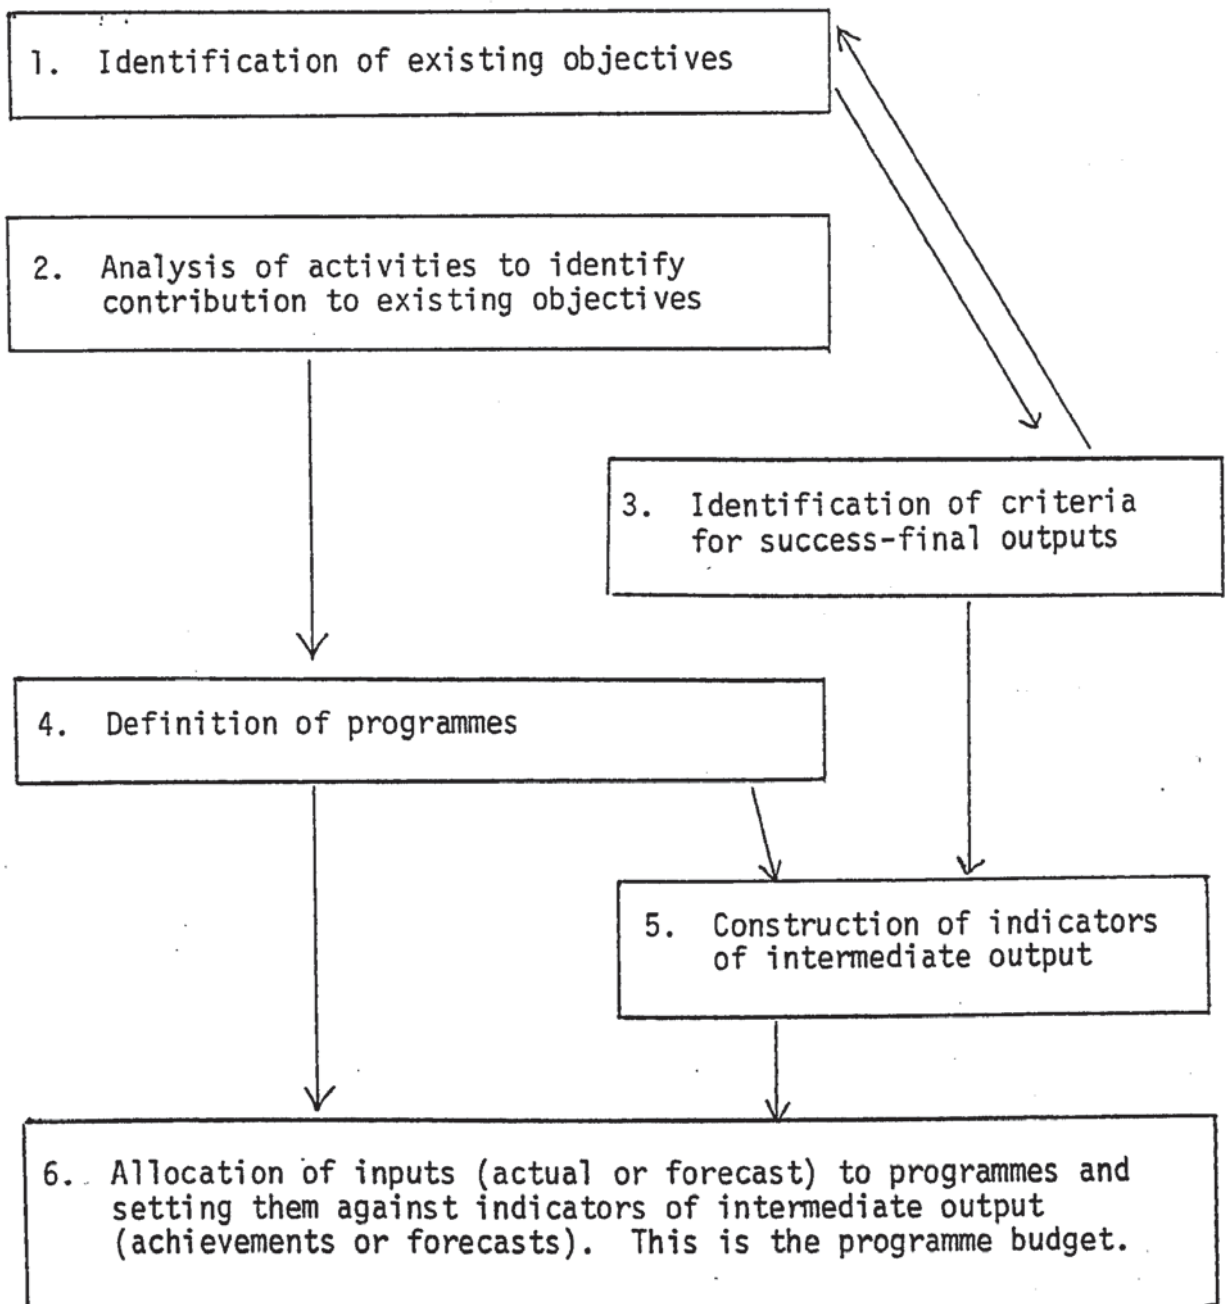 1. Identification of existing objectives
2. Analysis of activities to identify
contribution to existing objectives
3. Identification of criteria
for success-final outputs
4. Definition of programmes
5. Construction of indicators
of intermediate output
6. Allocation of inputs (actual or forecast) to programmes and
setting them against indicators of intermediate output
(achievements or forecasts). This is the programme budget.